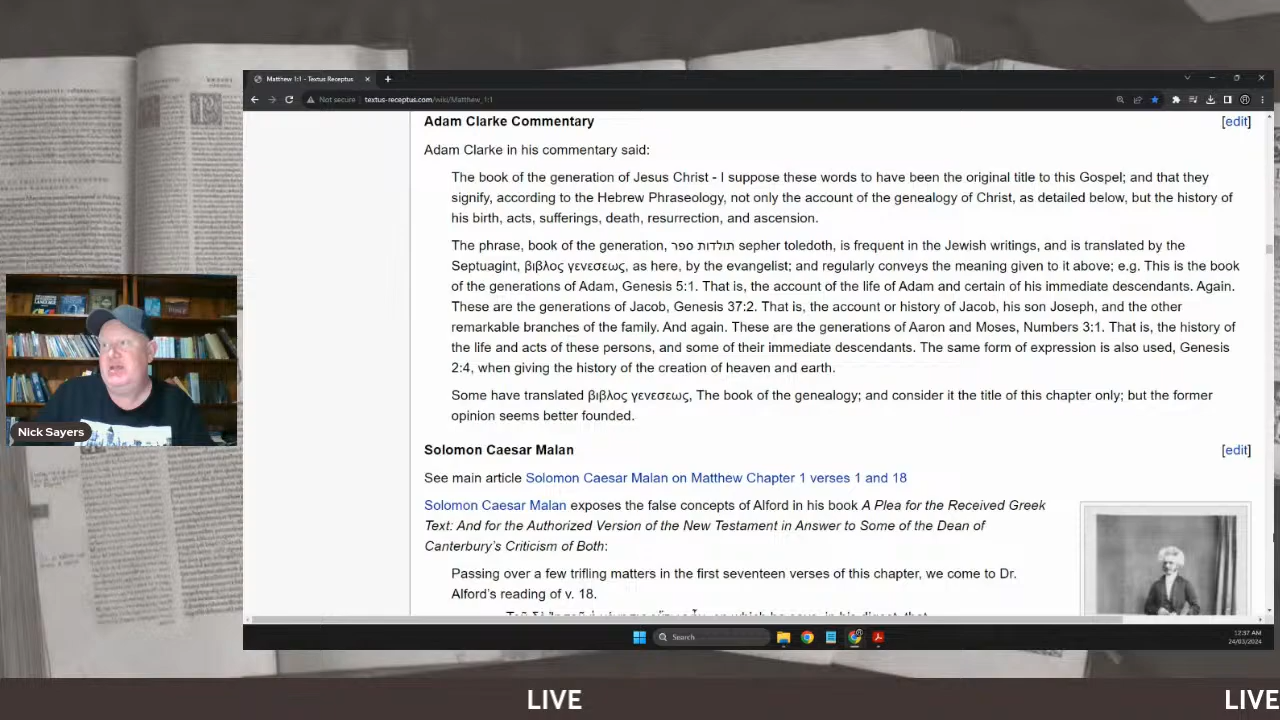 Matthew 1:1 - Textus Receptus
Not secure textus-receptus.com/wiki/Matthew_1:1
Adam Clarke Commentary [edit]
Adam Clarke in his commentary said:
The book of the generation of Jesus Christ - I suppose these words to have been the original title to this Gospel; and that they
signify, according to the Hebrew Phraseology, not only the account of the genealogy of Christ, as detailed below, but the history of
his birth, acts, sufferings, death, resurrection, and ascension.
The phrase, book of the generation, ספר תולדות sepher toledoth, is frequent in the Jewish writings, and is translated by the
Septuagint, βιβλος γενεσεως, as here, by the evangelist; and regularly conveys the meaning given to it above; e.g. This is the book
of the generations of Adam, Genesis 5:1. That is, the account of the life of Adam and certain of his immediate descendants. Again.
These are the generations of Jacob, Genesis 37:2. That is, the account or history of Jacob, his son Joseph, and the other
remarkable branches of the family. And again. These are the generations of Aaron and Moses, Numbers 3:1. That is, the history of
the life and acts of these persons, and some of their immediate descendants. The same form of expression is also used, Genesis
2:4, when giving the history of the creation of heaven and earth.
Some have translated βιβλος γενεσεως, The book of the genealogy; and consider it the title of this chapter only; but the former
opinion seems better founded.
Solomon Caesar Malan [edit]
See main article Solomon Caesar Malan on Matthew Chapter 1 verses 1 and 18
Solomon Caesar Malan exposes the false concepts of Alford in his book A Plea for the Received Greek
Text: And for the Authorized Version of the New Testament in Answer to Some of the Dean of
Canterbury's Criticism of Both:
Passing over a few trifling matters in the first seventeen verses of this chapter, we come to Dr.
Alford's reading of v. 18.
Nick Sayers
Search
12:37 AM
24/03/2024
LIVE
LIVE